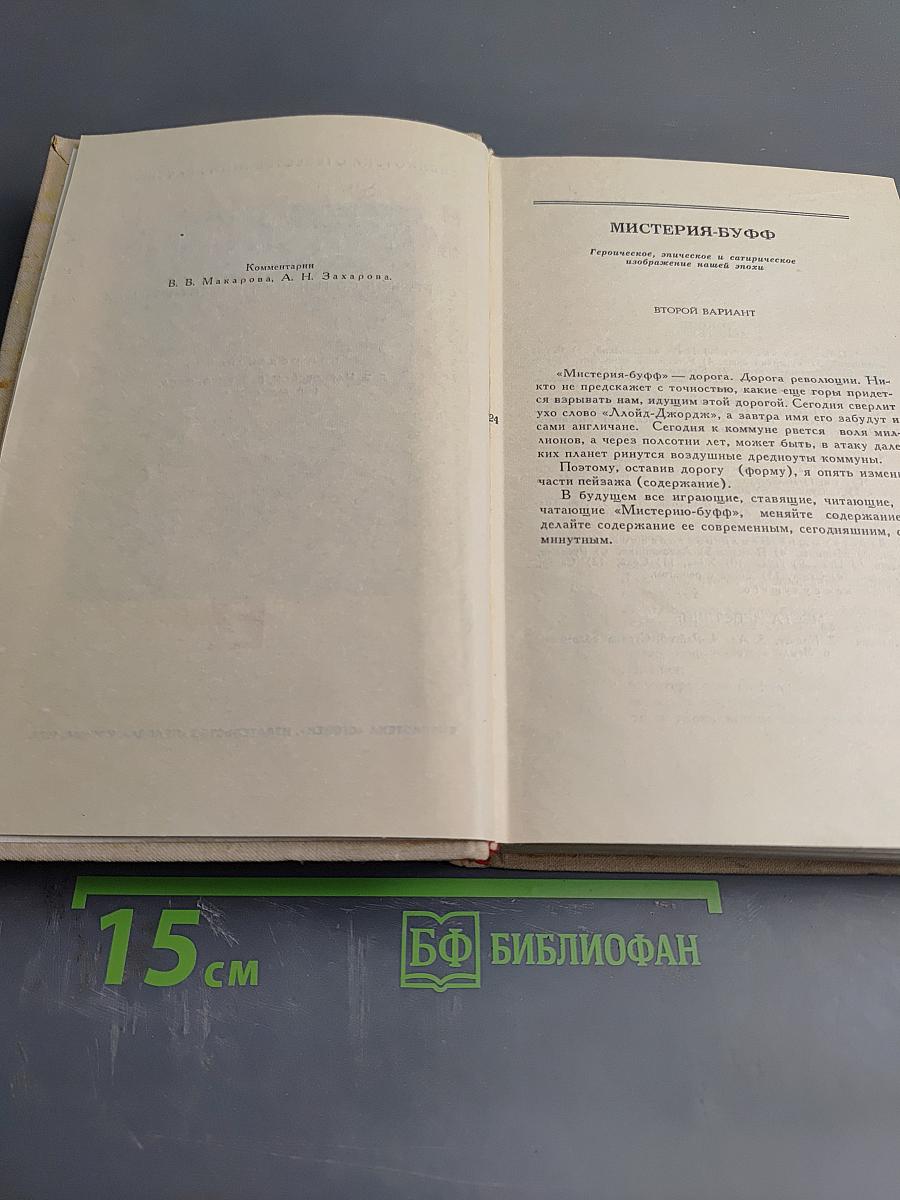 Комментарии
В. В. Макарова, А. Н. Захарова.
24
МИСТЕРИЯ-БУФФ
Героическое, эпическое и сатирическое
изображение нашей эпохи
ВТОРОЙ ВАРИАНТ
«Мистерия-буфф» — дорога. Дорога революции. Ни-
кто не предскажет с точностью, какие еще горы придет-
ся взрывать нам, идущим этой дорогой. Сегодня сверлит
ухо слово «Ллойд-Джордж», а завтра имя его забудут и
сами англичане. Сегодня к коммуне рвется воля мил-
лионов, а через полсотни лет, может быть, в атаку дале-
ких планет ринутся воздушные дредноуты коммуны.
Поэтому, оставив дорогу (форму), я опять измени
части пейзажа (содержание).
В будущем все играющие, ставящие, читающие,
чатающие «Мистерию-буфф», меняйте содержание
делайте содержание ее современным, сегодняшним, с
минутным.
15 см
БФ БИБЛИОФАН